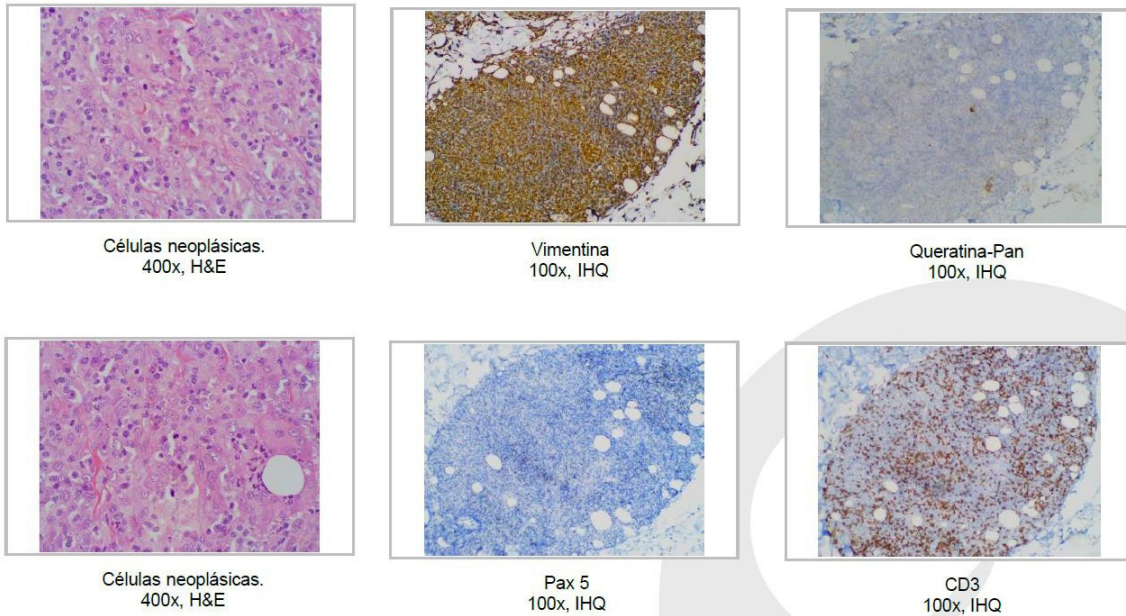 Células neoplásicas.
400x, H&E
Vimentina
100x, IHQ
Queratina-Pan
100x, IHQ
Células neoplásicas.
400x, H&E
Pax 5
100x, IHQ
CD3
100x, IHQ